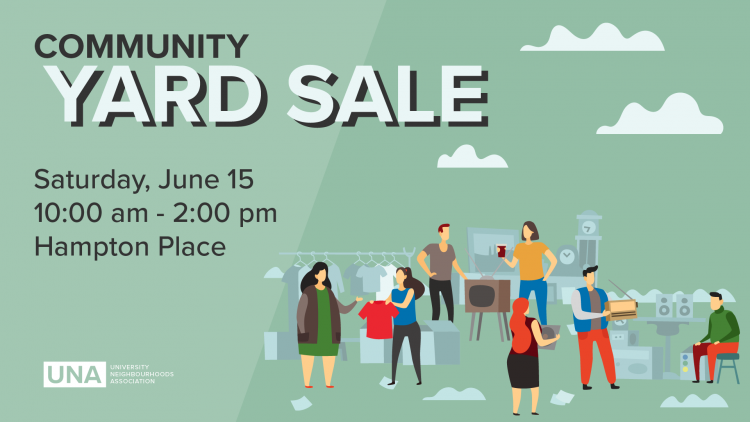 COMMUNITY
YARD SALE
Saturday, June 15
10:00 am - 2:00 pm
Hampton Place
UNA
UNIVERSITY
NEIGHBOURHOODS
ASSOCIATION